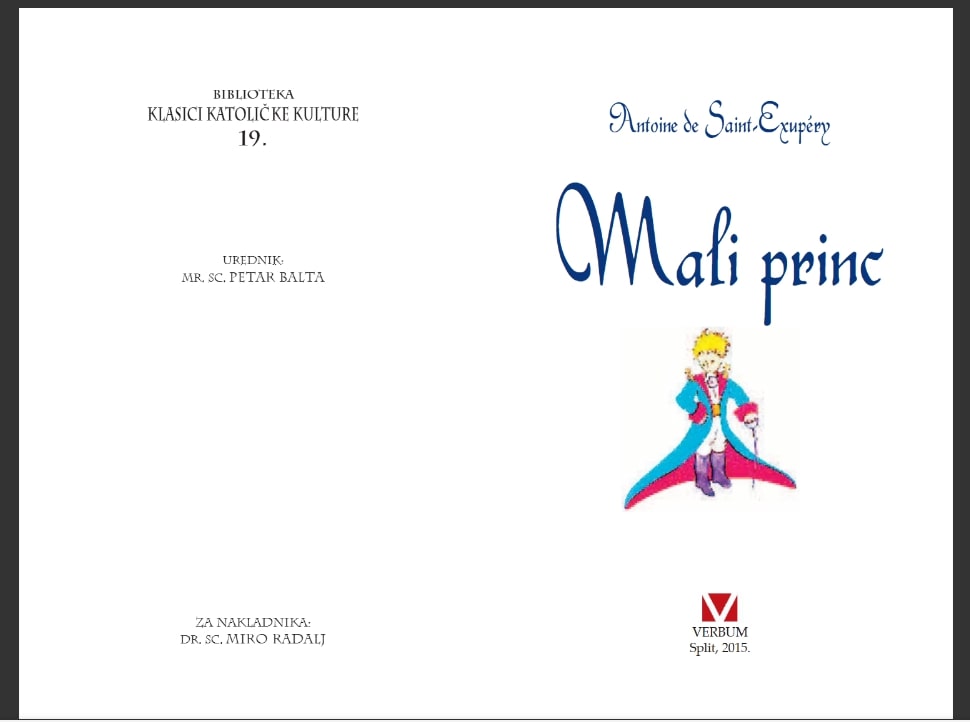 BIBLIOTEKA
KLASICI KATOLIČKE KULTURE
19.
UREDNIK:
MR. SC. PETAR BALTA
ZA NAKLADNIKA:
DR. SC. MIRO RADALJ
Antoine de Saint-Exupéry
Mali princ
VERBUM
Split, 2015.